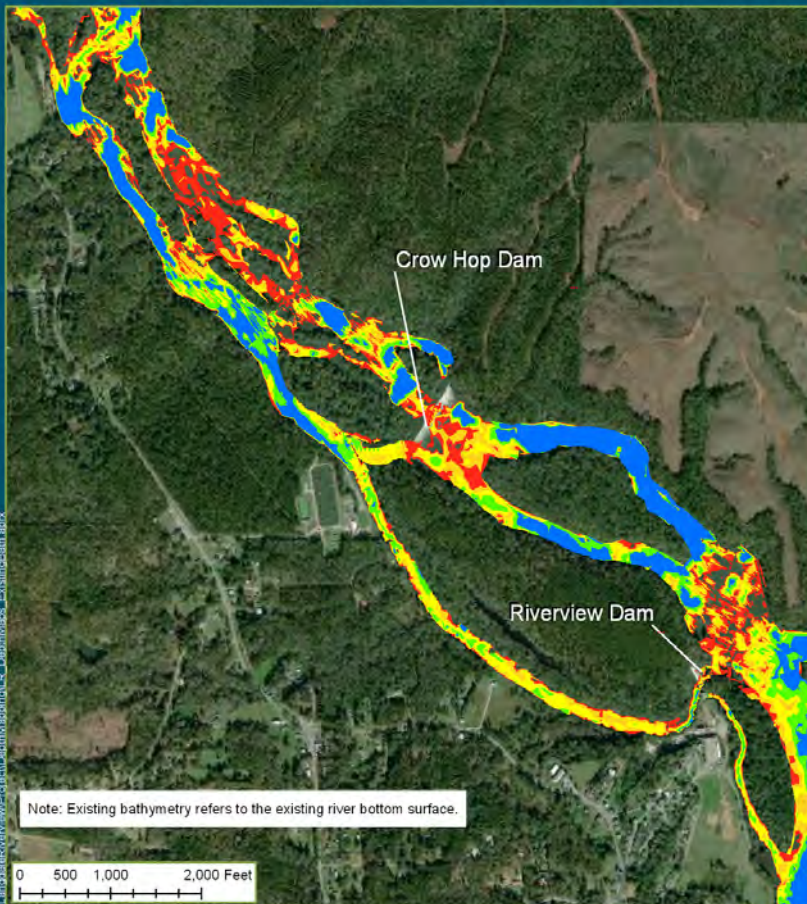 Crow Hop Dam
Riverview Dam
Note: Existing bathymetry refers to the existing river bottom surface.
0 500 1,000 2,000 Feet